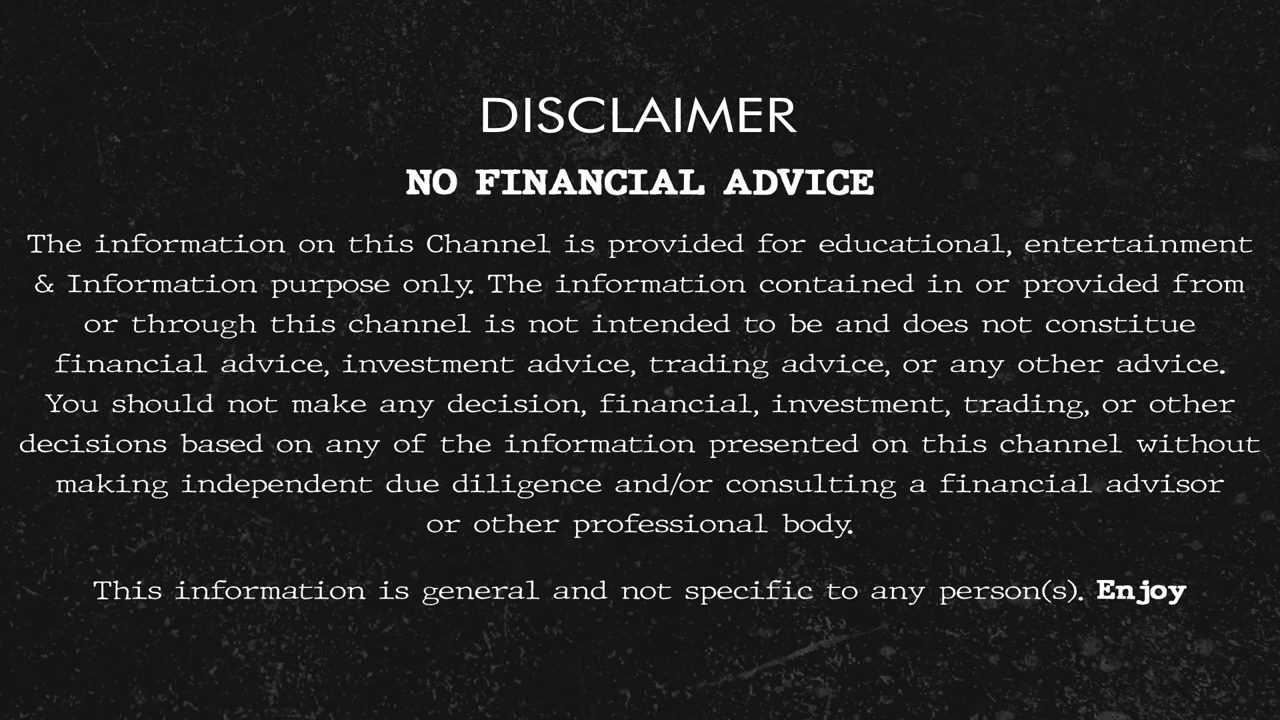 DISCLAIMER
NO FINANCIAL ADVICE
The information on this Channel is provided for educational, entertainment
& Information purpose only. The information contained in or provided from
or through this channel is not intended to be and does not constitue
financial advice, investment advice, trading advice, or any other advice.
You should not make any decision, financial, investment, trading, or other
decisions based on any of the information presented on this channel without
making independent due diligence and/or consulting a financial advisor
or other professional body.
This information is general and not specific to any person(s). Enjoy